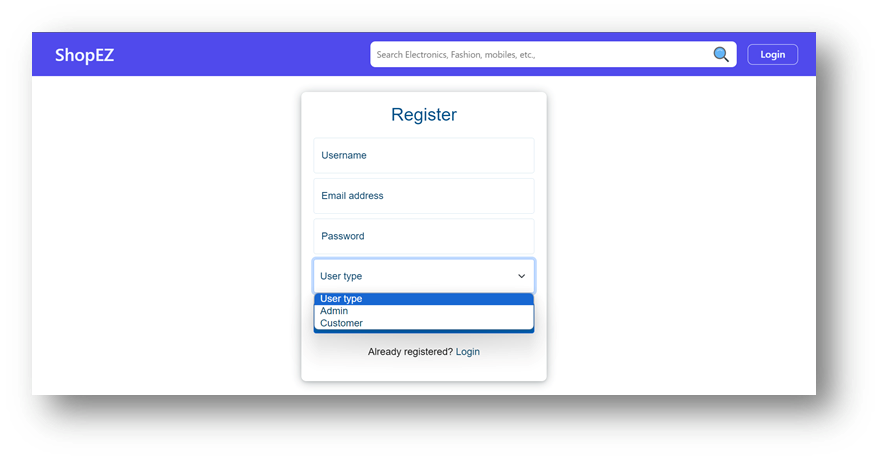 ShopEZ
Search Electronics, Fashion, mobiles, etc.,
Login
Register
Username
Email address
Password
User type
User type
Admin
Customer
Already registered? Login